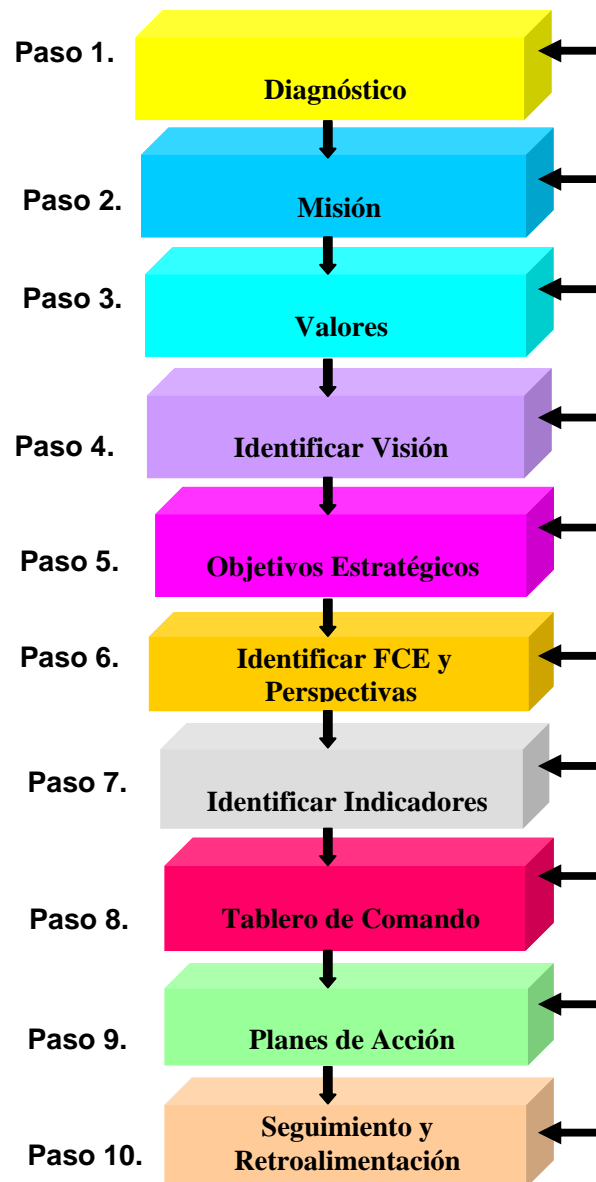 Paso 1.
Diagnóstico
Paso 2.
Misión
Paso 3.
Valores
Paso 4.
Identificar Visión
Paso 5.
Objetivos Estratégicos
Paso 6.
Identificar FCE y
Perspectivas
Paso 7.
Identificar Indicadores
Paso 8.
Tablero de Comando
Paso 9.
Planes de Acción
Paso 10.
Seguimiento y
Retroalimentación